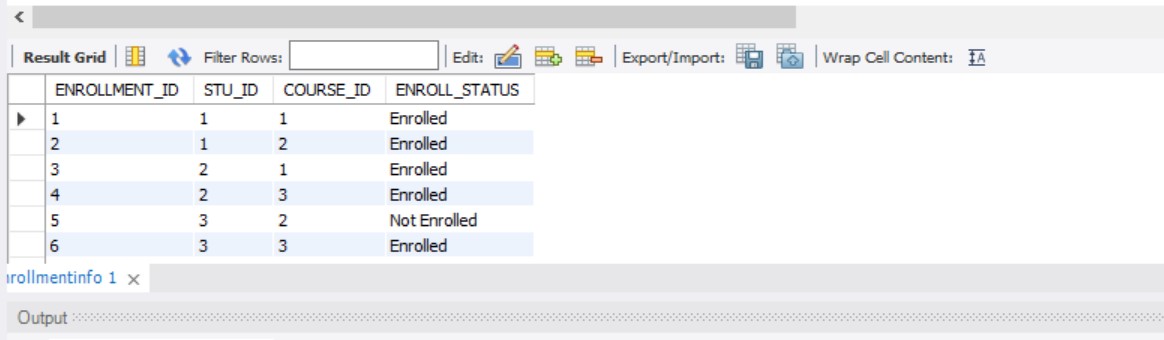 Result Grid Filter Rows: Edit: Export/Import: Wrap Cell Content: IA
ENROLLMENT_ID STU_ID COURSE_ID ENROLL_STATUS
1 1 1 Enrolled
2 1 2 Enrolled
3 2 1 Enrolled
4 2 3 Enrolled
5 3 2 Not Enrolled
6 3 3 Enrolled
nrollmentinfo 1 ×
Output